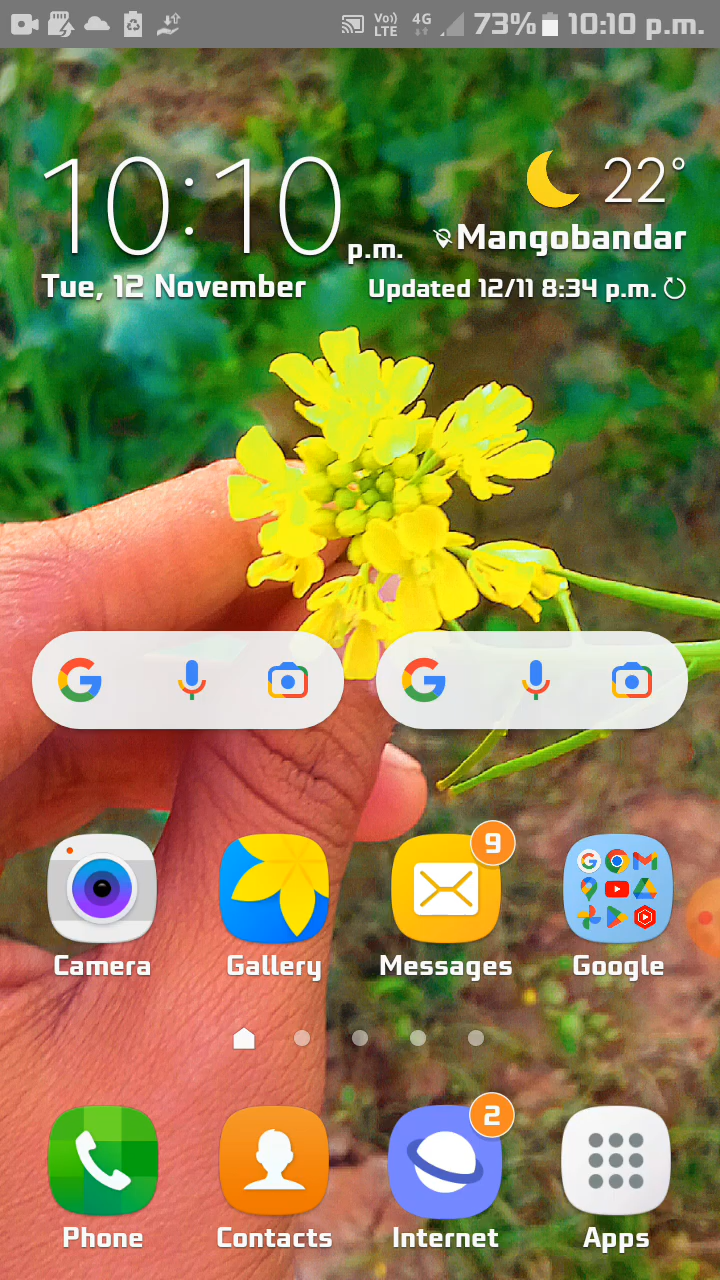 Vo)) LTE 4G 73% 10:10 p.m.
10:10 p.m.
22°
Mangobandar
Tue, 12 November
Updated 12/11 8:34 p.m.
9
Camera
Gallery
Messages
Google
2
Phone
Contacts
Internet
Apps